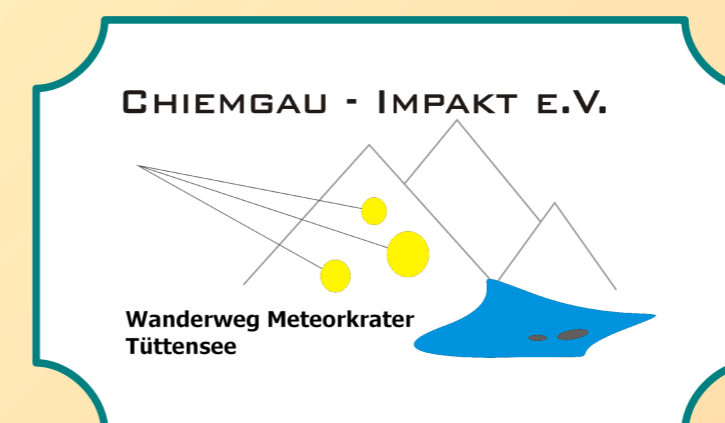 CHIEMGAU - IMPAKT E.V.
Wanderweg Meteorkrater
Tüttensee